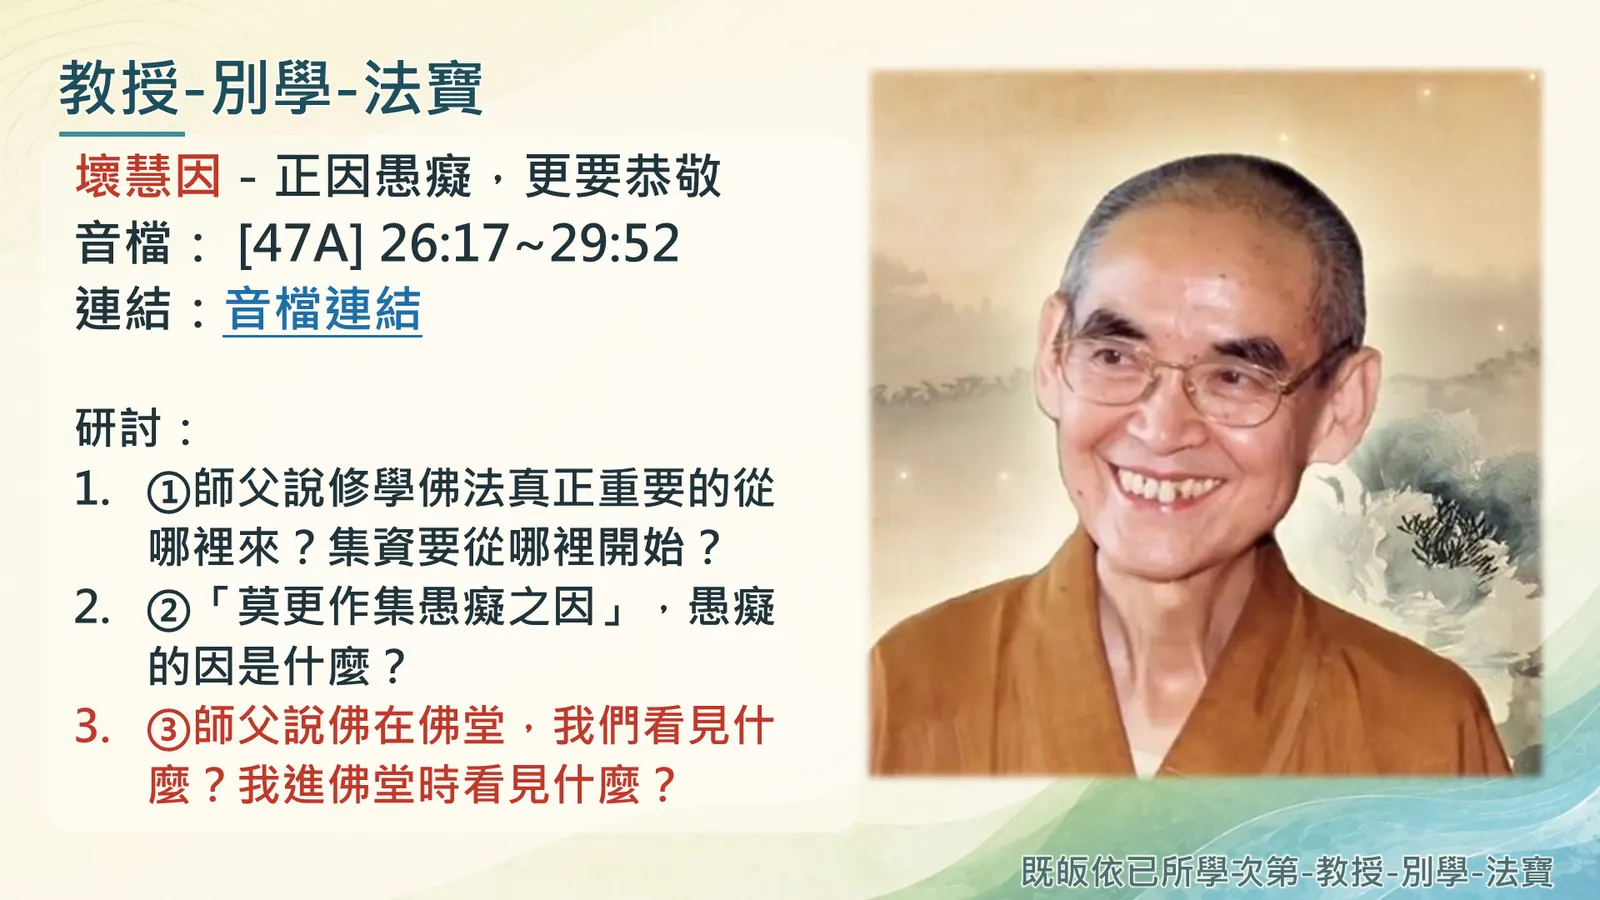 教授-別學-法寶
壞慧因 - 正因愚癡，更要恭敬
音檔： [47A] 26:17~29:52
連結：音檔連結
研討：
1. ①師父說修學佛法真正重要的從
哪裡來？集資要從哪裡開始？
2. ②「莫更作集愚癡之因」，愚癡
的因是什麼？
3. ③師父說佛在佛堂，我們看見什
麼？我進佛堂時看見什麼？
既皈依已所學次第-教授-別學-法寶